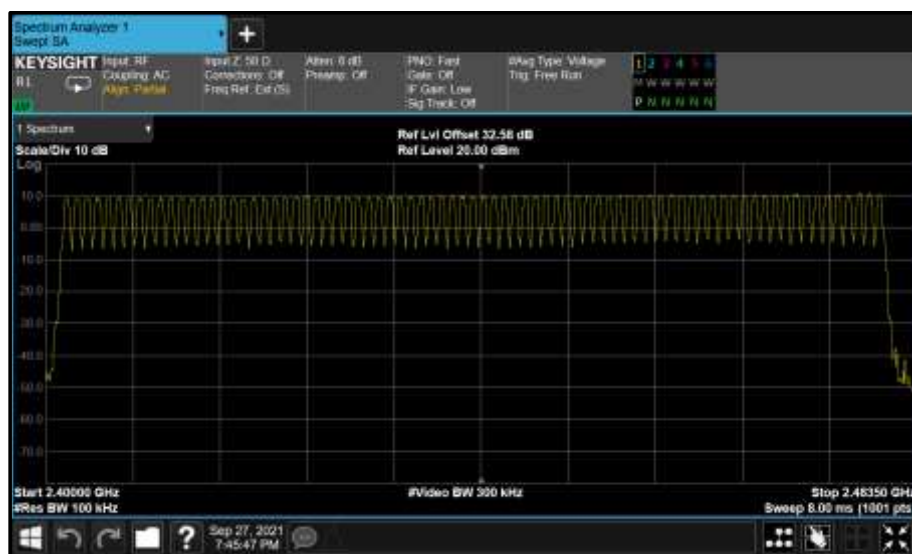 Spectrum Analyzer 1
Swept SA
+
KEYSIGHT
Input: RF
Coupling: AC
Align: Partial
Input Z: 50 Ω
Corrections: Off
Freq Ref: Ext (S)
Atten: 6 dB
Preamp: Off
PNO: Fast
Gate: Off
IF Gain: Low
Sig Track: Off
#Avg Type: Voltage
Trig: Free Run
1 2 3 4 5 6
W W W W W
P N N N N N
1 Spectrum
Scale/Div 10 dB
Ref Lvl Offset 32.58 dB
Ref Level 20.00 dBm
Log
10.0
0.00
-10.0
-20.0
-30.0
-40.0
-50.0
-60.0
-70.0
Start 2.40000 GHz
#Res BW 100 kHz
#Video BW 300 kHz
Stop 2.48350 GHz
Sweep 8.00 ms (1001 pts
?
Sep 27, 2021
7:45:47 PM